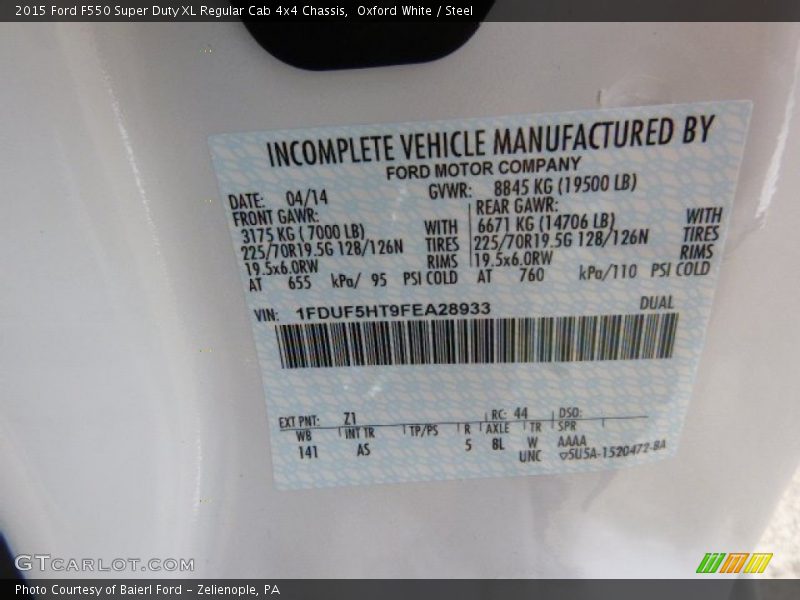 2015 Ford F550 Super Duty XL Regular Cab 4x4 Chassis,  Oxford White / Steel
INCOMPLETE VEHICLE MANUFACTURED BY
FORD MOTOR COMPANY
DATE: 04/14 GVWR: 8845 KG (19500 LB)
FRONT GAWR: REAR GAWR:
3175 KG ( 7000 LB) WITH 6671 KG (14706 LB) WITH
225/70R19.5G 128/126N TIRES 225/70R19.5G 128/126N TIRES
19.5x6.0RW RIMS 19.5x6.0RW RIMS
AT 655 kPa/ 95 PSI COLD AT 760 kPa/110 PSI COLD
VIN: 1FDUF5HT9FEA28933 DUAL
EXT PNT: Z1 RC: 44 DSO:
WB INT TR TP/PS R AXLE TR SPR
141 AS 5 8L W AAAA
UNC ▽5U5A-1520472-BA
GTCARLOT.COM
Photo Courtesy of Baierl Ford - Zelienople, PA